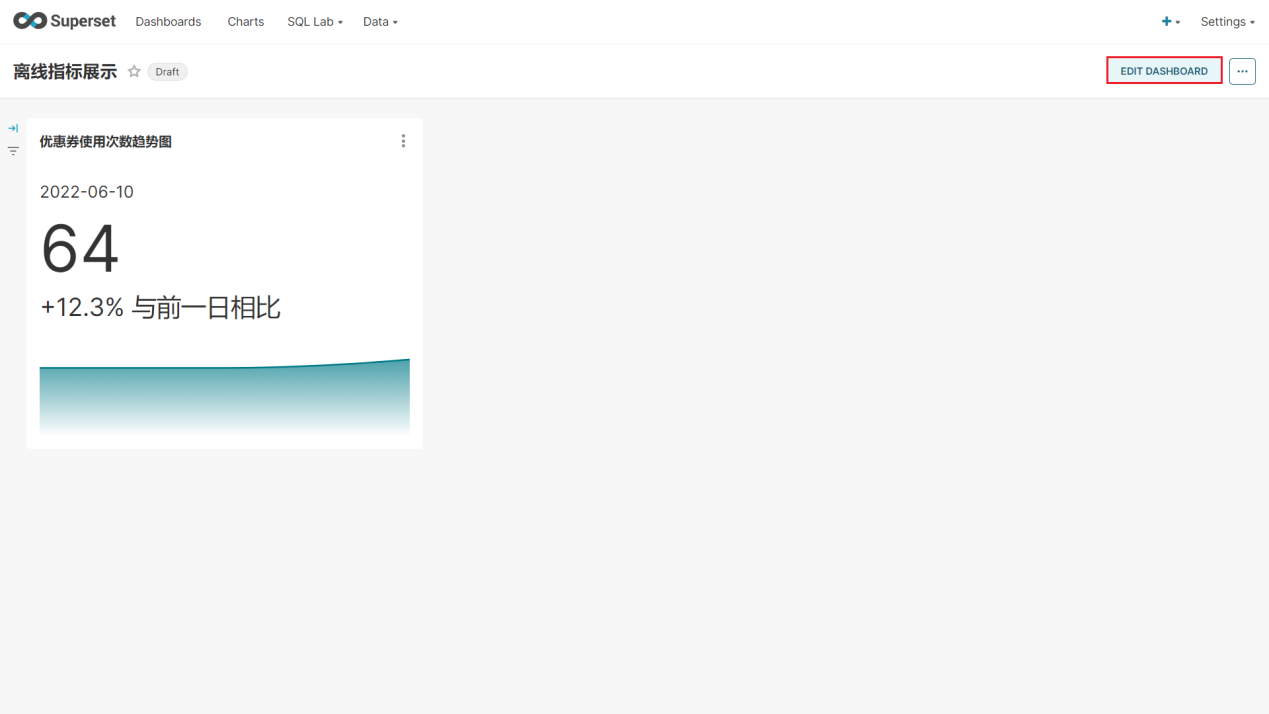 Superset Dashboards Charts SQL Lab Data Settings
离线指标展示 Draft EDIT DASHBOARD
优惠券使用次数趋势图
2022-06-10
64
+12.3% 与前一日相比